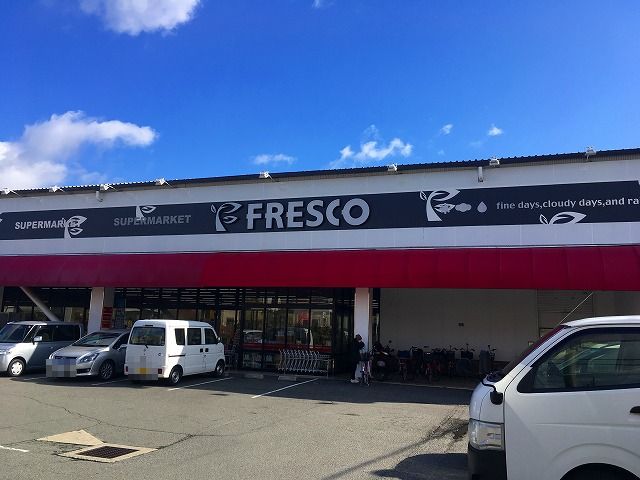 SUPERMARKET SUPERMARKET FRESCO fine days,cloudy days,and ra